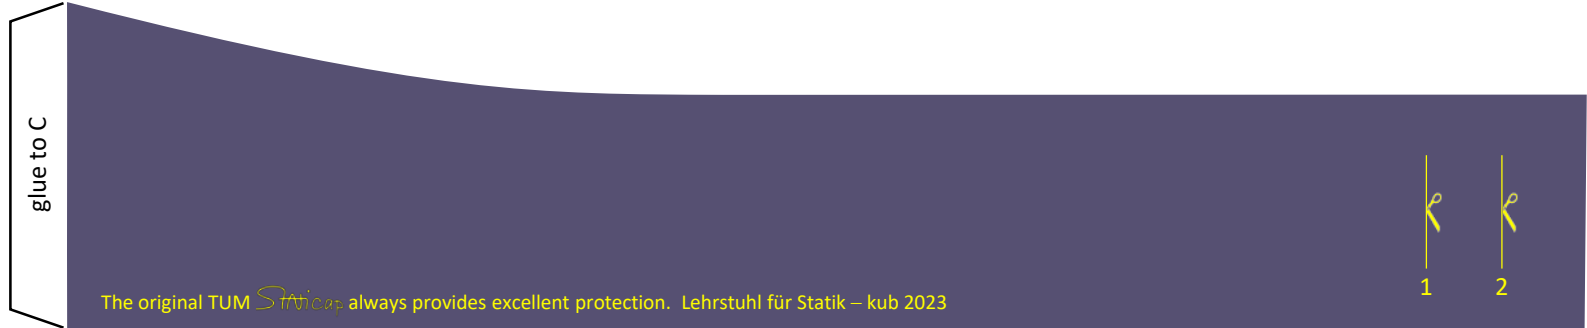 glue to C
1 2
The original TUM Staticap always provides excellent protection. Lehrstuhl für Statik – kub 2023